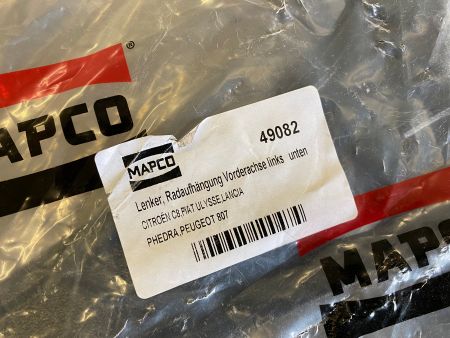 ®
MAPCO
MAPCO
49082
Lenker, Radaufhängung Vorderachse links unten
CITROËN C8,FIAT ULYSSE,LANCIA
PHEDRA,PEUGEOT 807
MAPCO